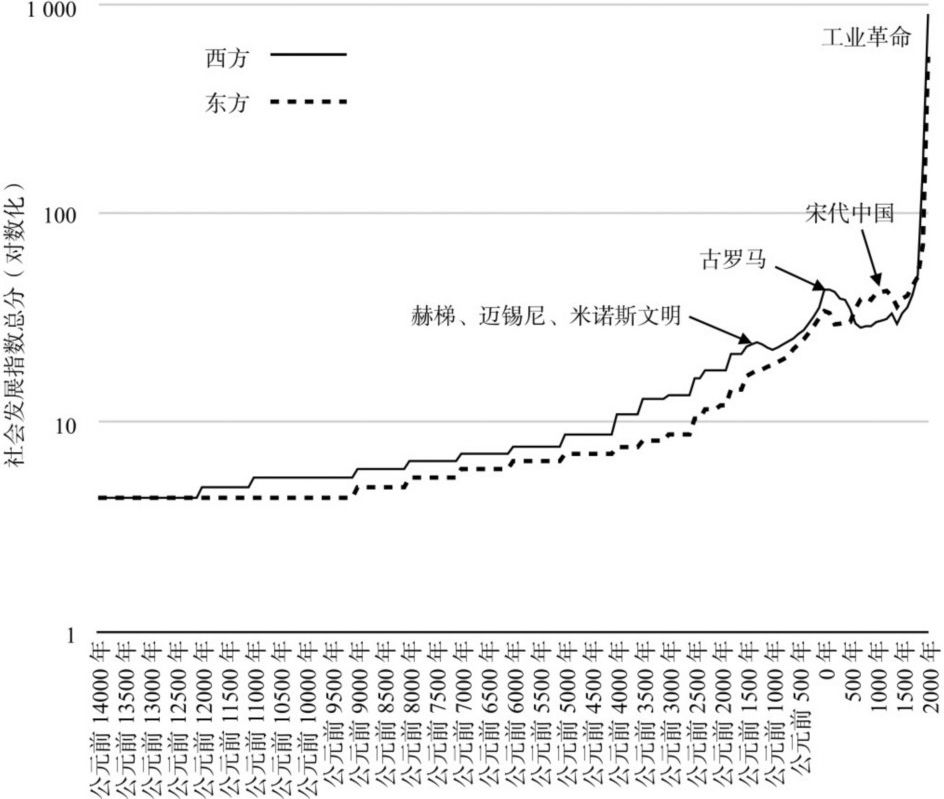 1 000
100
10
1
社会发展指数总分（对数化）
西方
东方
工业革命
宋代中国
古罗马
赫梯、迈锡尼、米诺斯文明
公元前 14000 年
公元前 13500 年
公元前 13000 年
公元前 12500 年
公元前 12000 年
公元前 11500 年
公元前 11000 年
公元前 10500 年
公元前 10000 年
公元前 9500 年
公元前 9000 年
公元前 8500 年
公元前 8000 年
公元前 7500 年
公元前 7000 年
公元前 6500 年
公元前 6000 年
公元前 5500 年
公元前 5000 年
公元前 4500 年
公元前 4000 年
公元前 3500 年
公元前 3000 年
公元前 2500 年
公元前 2000 年
公元前 1500 年
公元前 1000 年
公元前 500 年
0 年
500 年
1000 年
1500 年
2000 年